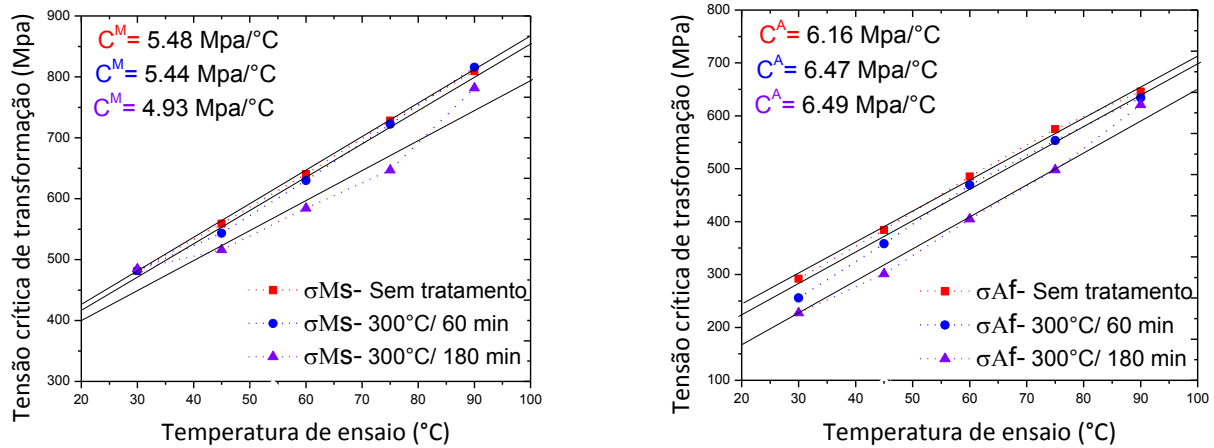 Tensão crítica de transformação (Mpa)
900
800
700
600
500
400
300
C^M= 5.48 Mpa/°C
C^M= 5.44 Mpa/°C
C^M= 4.93 Mpa/°C
σMs- Sem tratamento
σMs- 300°C/ 60 min
σMs- 300°C/ 180 min
20 30 40 50 60 70 80 90 100
Temperatura de ensaio (°C)
Tensão crítica de trasformação (MPa)
800
700
600
500
400
300
200
100
C^A= 6.16 Mpa/°C
C^A= 6.47 Mpa/°C
C^A= 6.49 Mpa/°C
σAf- Sem tratamento
σAf- 300°C/ 60 min
σAf- 300°C/ 180 min
20 30 40 50 60 70 80 90 100
Temperatura de ensaio (°C)